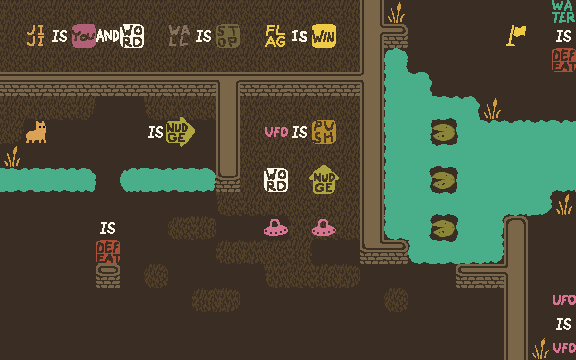 JIJI IS YOU AND WORD WALL IS STOP FLAG IS WIN
WATER IS DEFEAT
IS NUDGE
UFO IS PUSH
WORD NUDGE
IS DEFEAT
UFO IS UFO